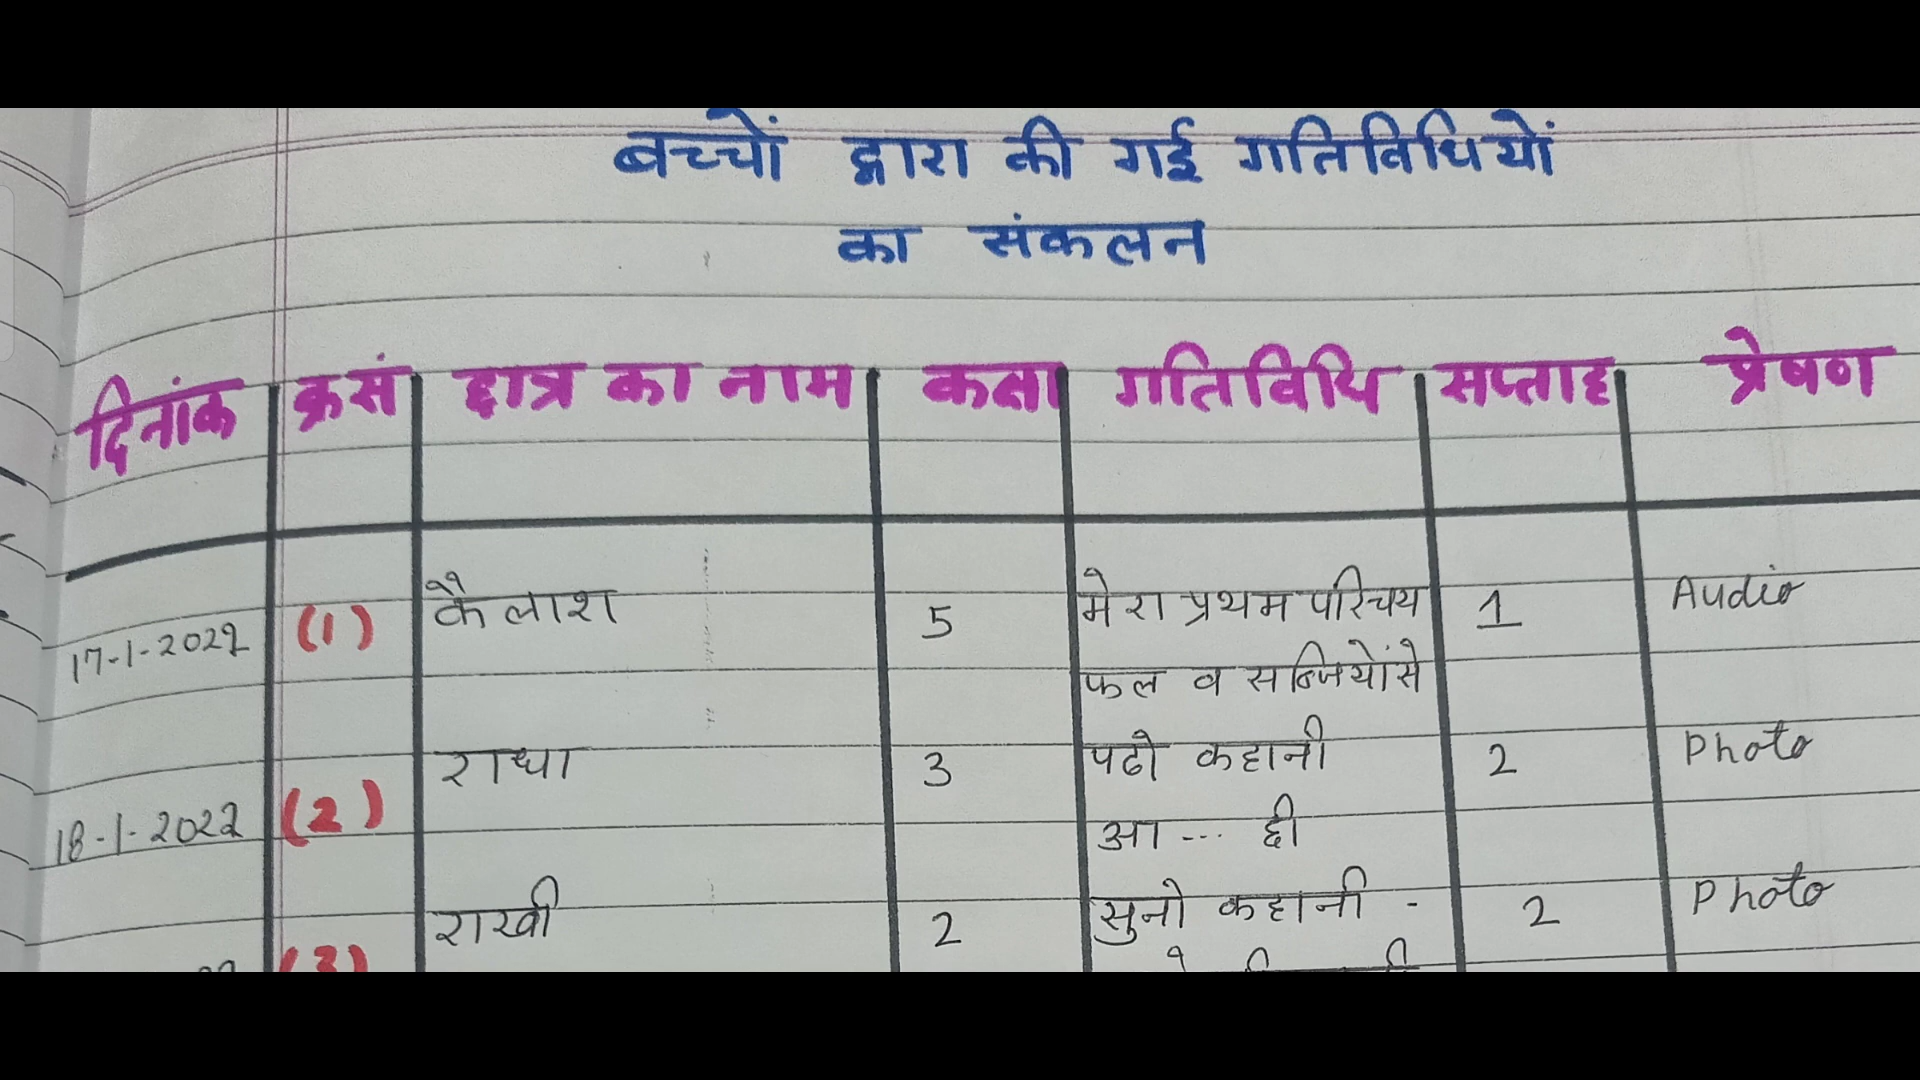 बच्चों द्वारा की गई गतिविधियों
का संकलन
दिनांक क्रसं छात्र का नाम कक्षा गतिविधि सप्ताह प्रेषण
17-1-2022 (1) कैलाश 5 मेरा प्रथम परिचय 1 Audio
फल व सब्जियों से
राधा 3 पढो कहानी 2 Photo
18-1-2022 (2) आ --- ही
राखी 2 सुनो कहानी - 2 Photo
(3)